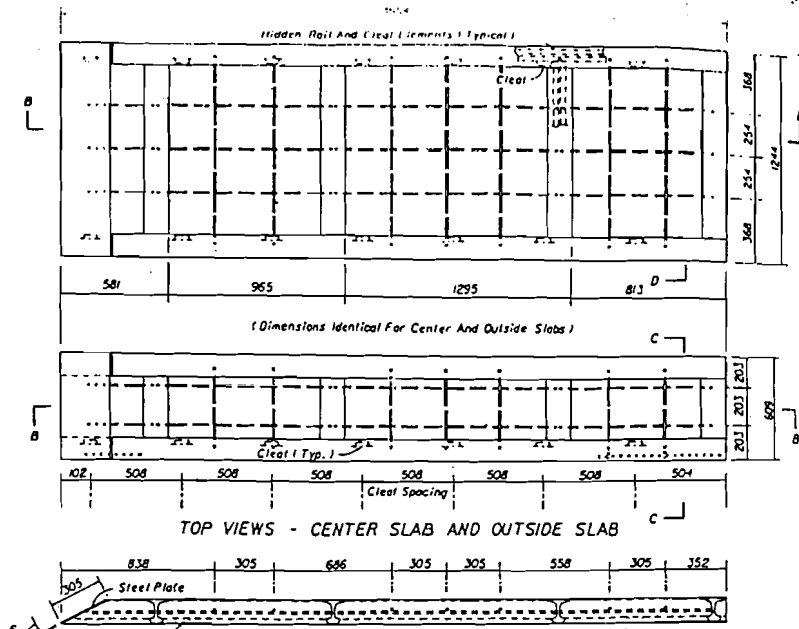 Hidden Rail And Cleat Elements (Typical)
Cleat
B
368
254
254
368
1244
D
581 965 1295 813
(Dimensions Identical For Center And Outside Slabs)
C
B
203
203
203
609
B
Cleat (Typ.)
102 508 508 508 508 508 508 504
Cleat Spacing
C
TOP VIEWS - CENTER SLAB AND OUTSIDE SLAB
838 305 686 305 305 558 305 352
305
Steel Plate